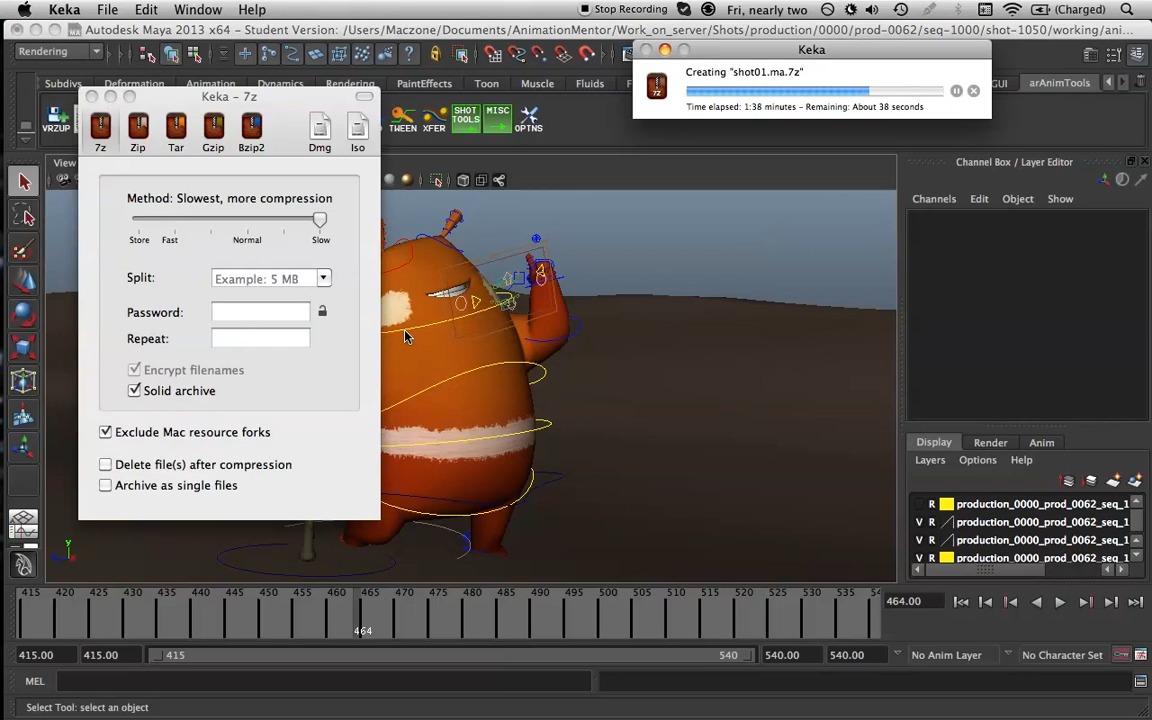 Keka File Edit Window Help Stop Recording Fri, nearly two (Charged)
Autodesk Maya 2013 x64 - Student Version: /Users/Maczone/Documents/AnimationMentor/Work_on_server/Shots/production/0000/prod-0062/seq-1000/shot-1050/working/ani...
Rendering
Keka
Creating "shot01.ma.7z"
Time elapsed: 1:38 minutes - Remaining: About 38 seconds
Subdivs Deformation Animation Dynamics Rendering PaintEffects Toon Muscle Fluids GUI arAnimTools
Keka – 7z
VRZUP TWEEN XFER SHOT TOOLS MISC OPTNS
7z Zip Tar Gzip Bzip2 Dmg Iso
View
Channel Box / Layer Editor
Channels Edit Object Show
Method: Slowest, more compression
Store Fast Normal Slow
Split: Example: 5 MB
Password:
Repeat:
Encrypt filenames
Solid archive
Exclude Mac resource forks
Delete file(s) after compression
Archive as single files
Display Render Anim
Layers Options Help
R production_0000_prod_0062_seq_1
V R production_0000_prod_0062_seq_1
V R production_0000_prod_0062_seq_1
V R production_0000_prod_0062_seq_1
y
415 420 425 430 435 440 445 450 455 460 465 470 475 480 485 490 495 500 505 510 515 520 525 530 535 54
464
464.00
415.00 415.00 415 540 540.00 540.00 No Anim Layer No Character Set
MEL
Select Tool: select an object